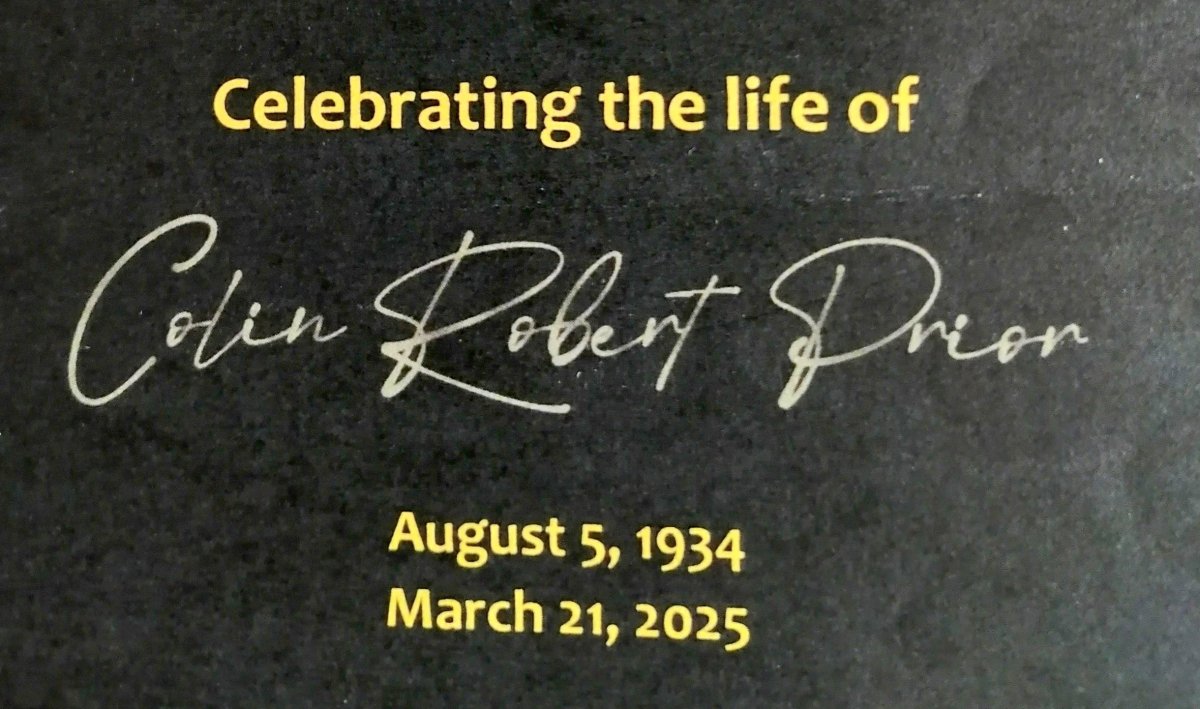 Celebrating the life of
Colin Robert Prior
August 5, 1934
March 21, 2025